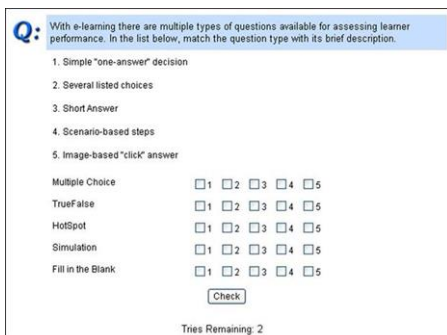 Q: With e-learning there are multiple types of questions available for assessing learner
performance. In the list below, match the question type with its brief description.
1. Simple "one-answer" decision
2. Several listed choices
3. Short Answer
4. Scenario-based steps
5. Image-based "click" answer
Multiple Choice 1 2 3 4 5
TrueFalse 1 2 3 4 5
HotSpot 1 2 3 4 5
Simulation 1 2 3 4 5
Fill in the Blank 1 2 3 4 5
Check
Tries Remaining: 2